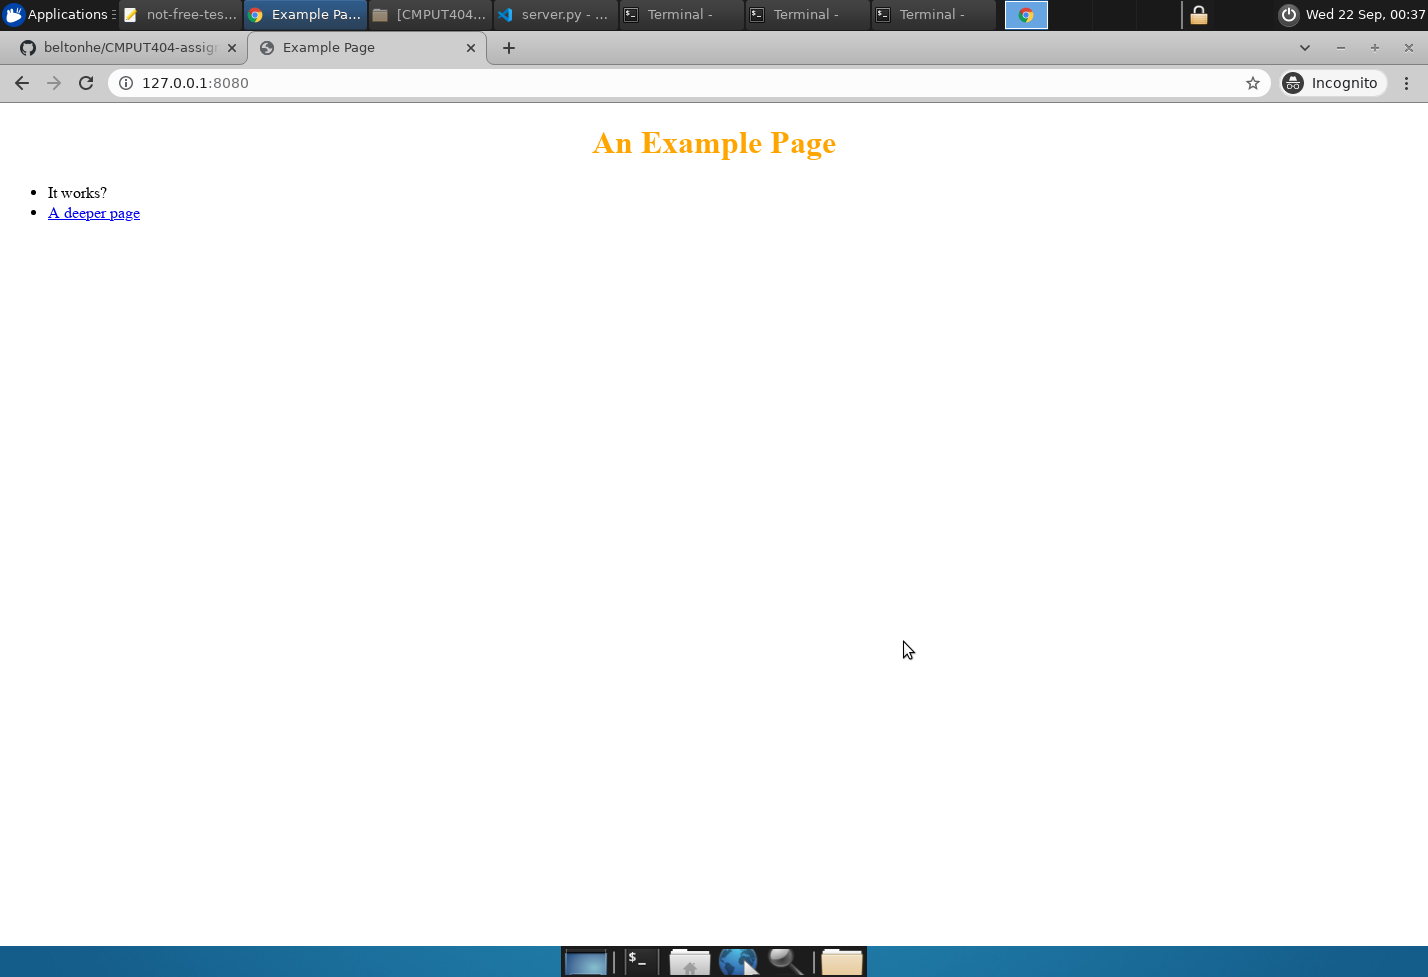 Applications
not-free-tes...
Example Pa...
[CMPUT404...
server.py - ...
Terminal -
Terminal -
Terminal -
Wed 22 Sep, 00:37
beltonhe/CMPUT404-assig
Example Page
127.0.0.1:8080
Incognito
An Example Page
It works?
A deeper page
$_